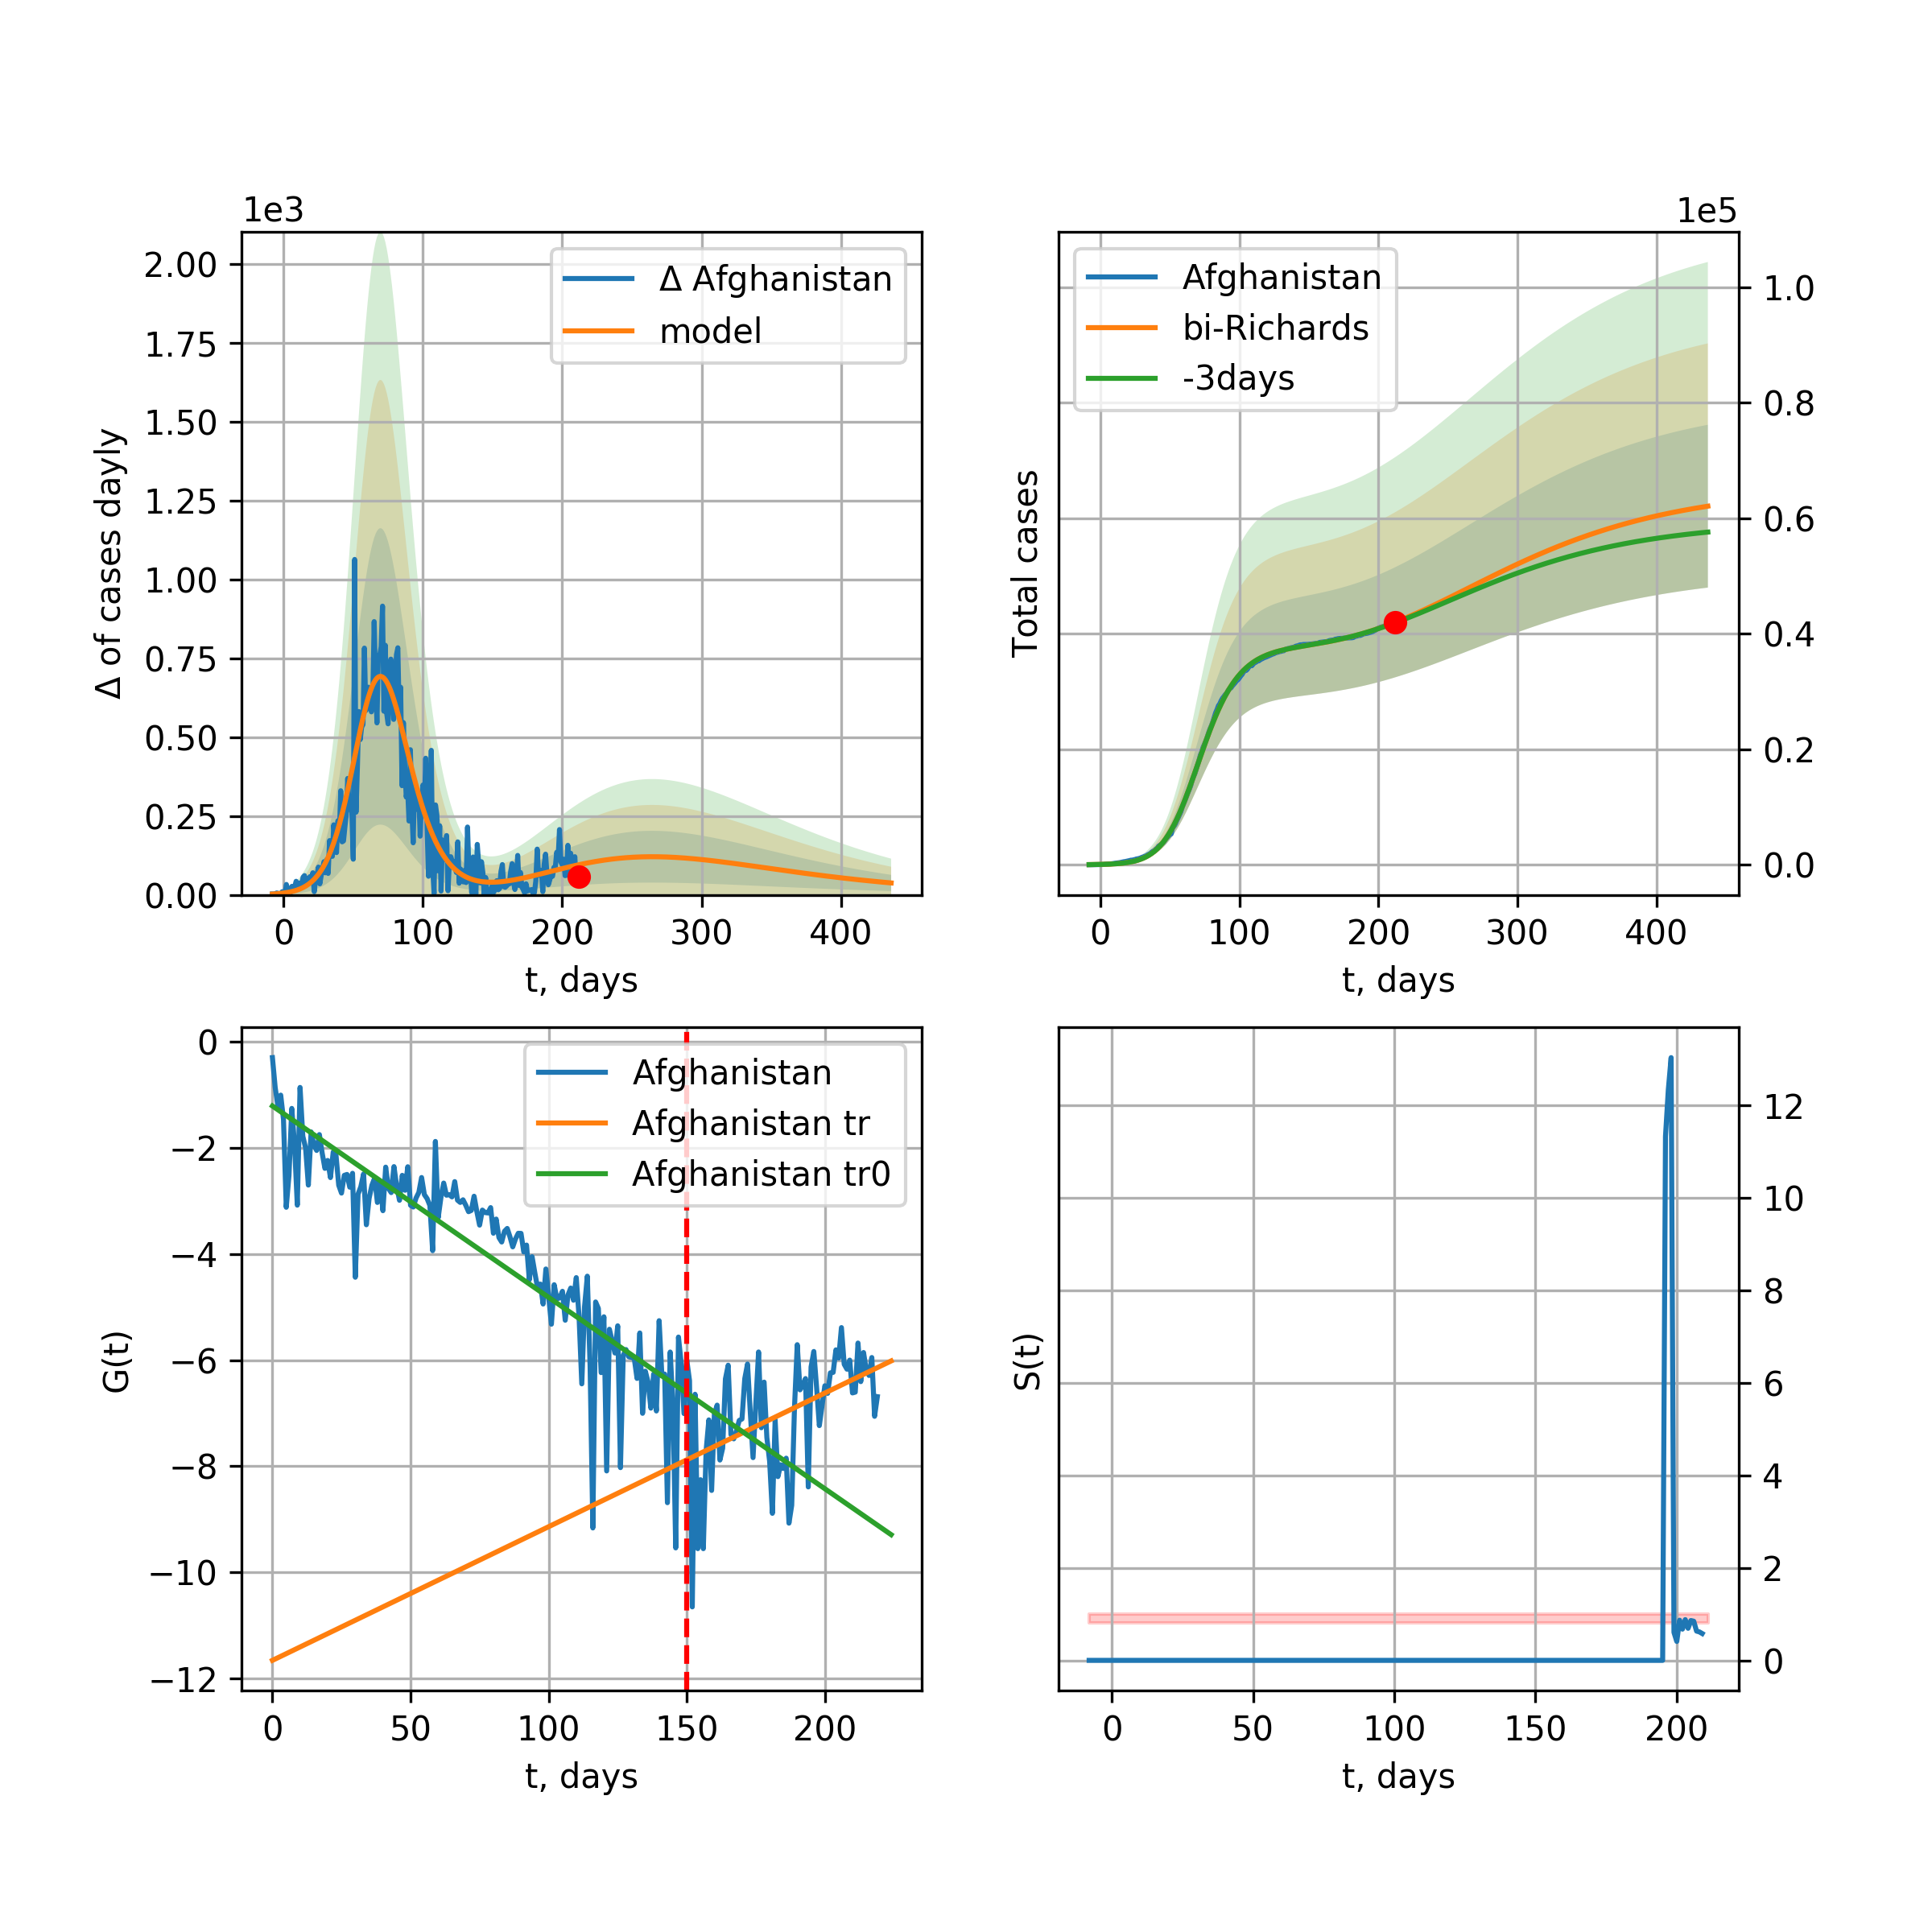 1e3
2.00
1.75
1.50
1.25
1.00
0.75
0.50
0.25
0.00
Δ of cases dayly
Δ Afghanistan
model
0 100 200 300 400
t, days
1e5
Afghanistan
bi-Richards
-3days
Total cases
1.0
0.8
0.6
0.4
0.2
0.0
0 100 200 300 400
t, days
0
−2
−4
−6
−8
−10
−12
G(t)
Afghanistan
Afghanistan tr
Afghanistan tr0
0 50 100 150 200
t, days
S(t)
12
10
8
6
4
2
0
0 50 100 150 200
t, days